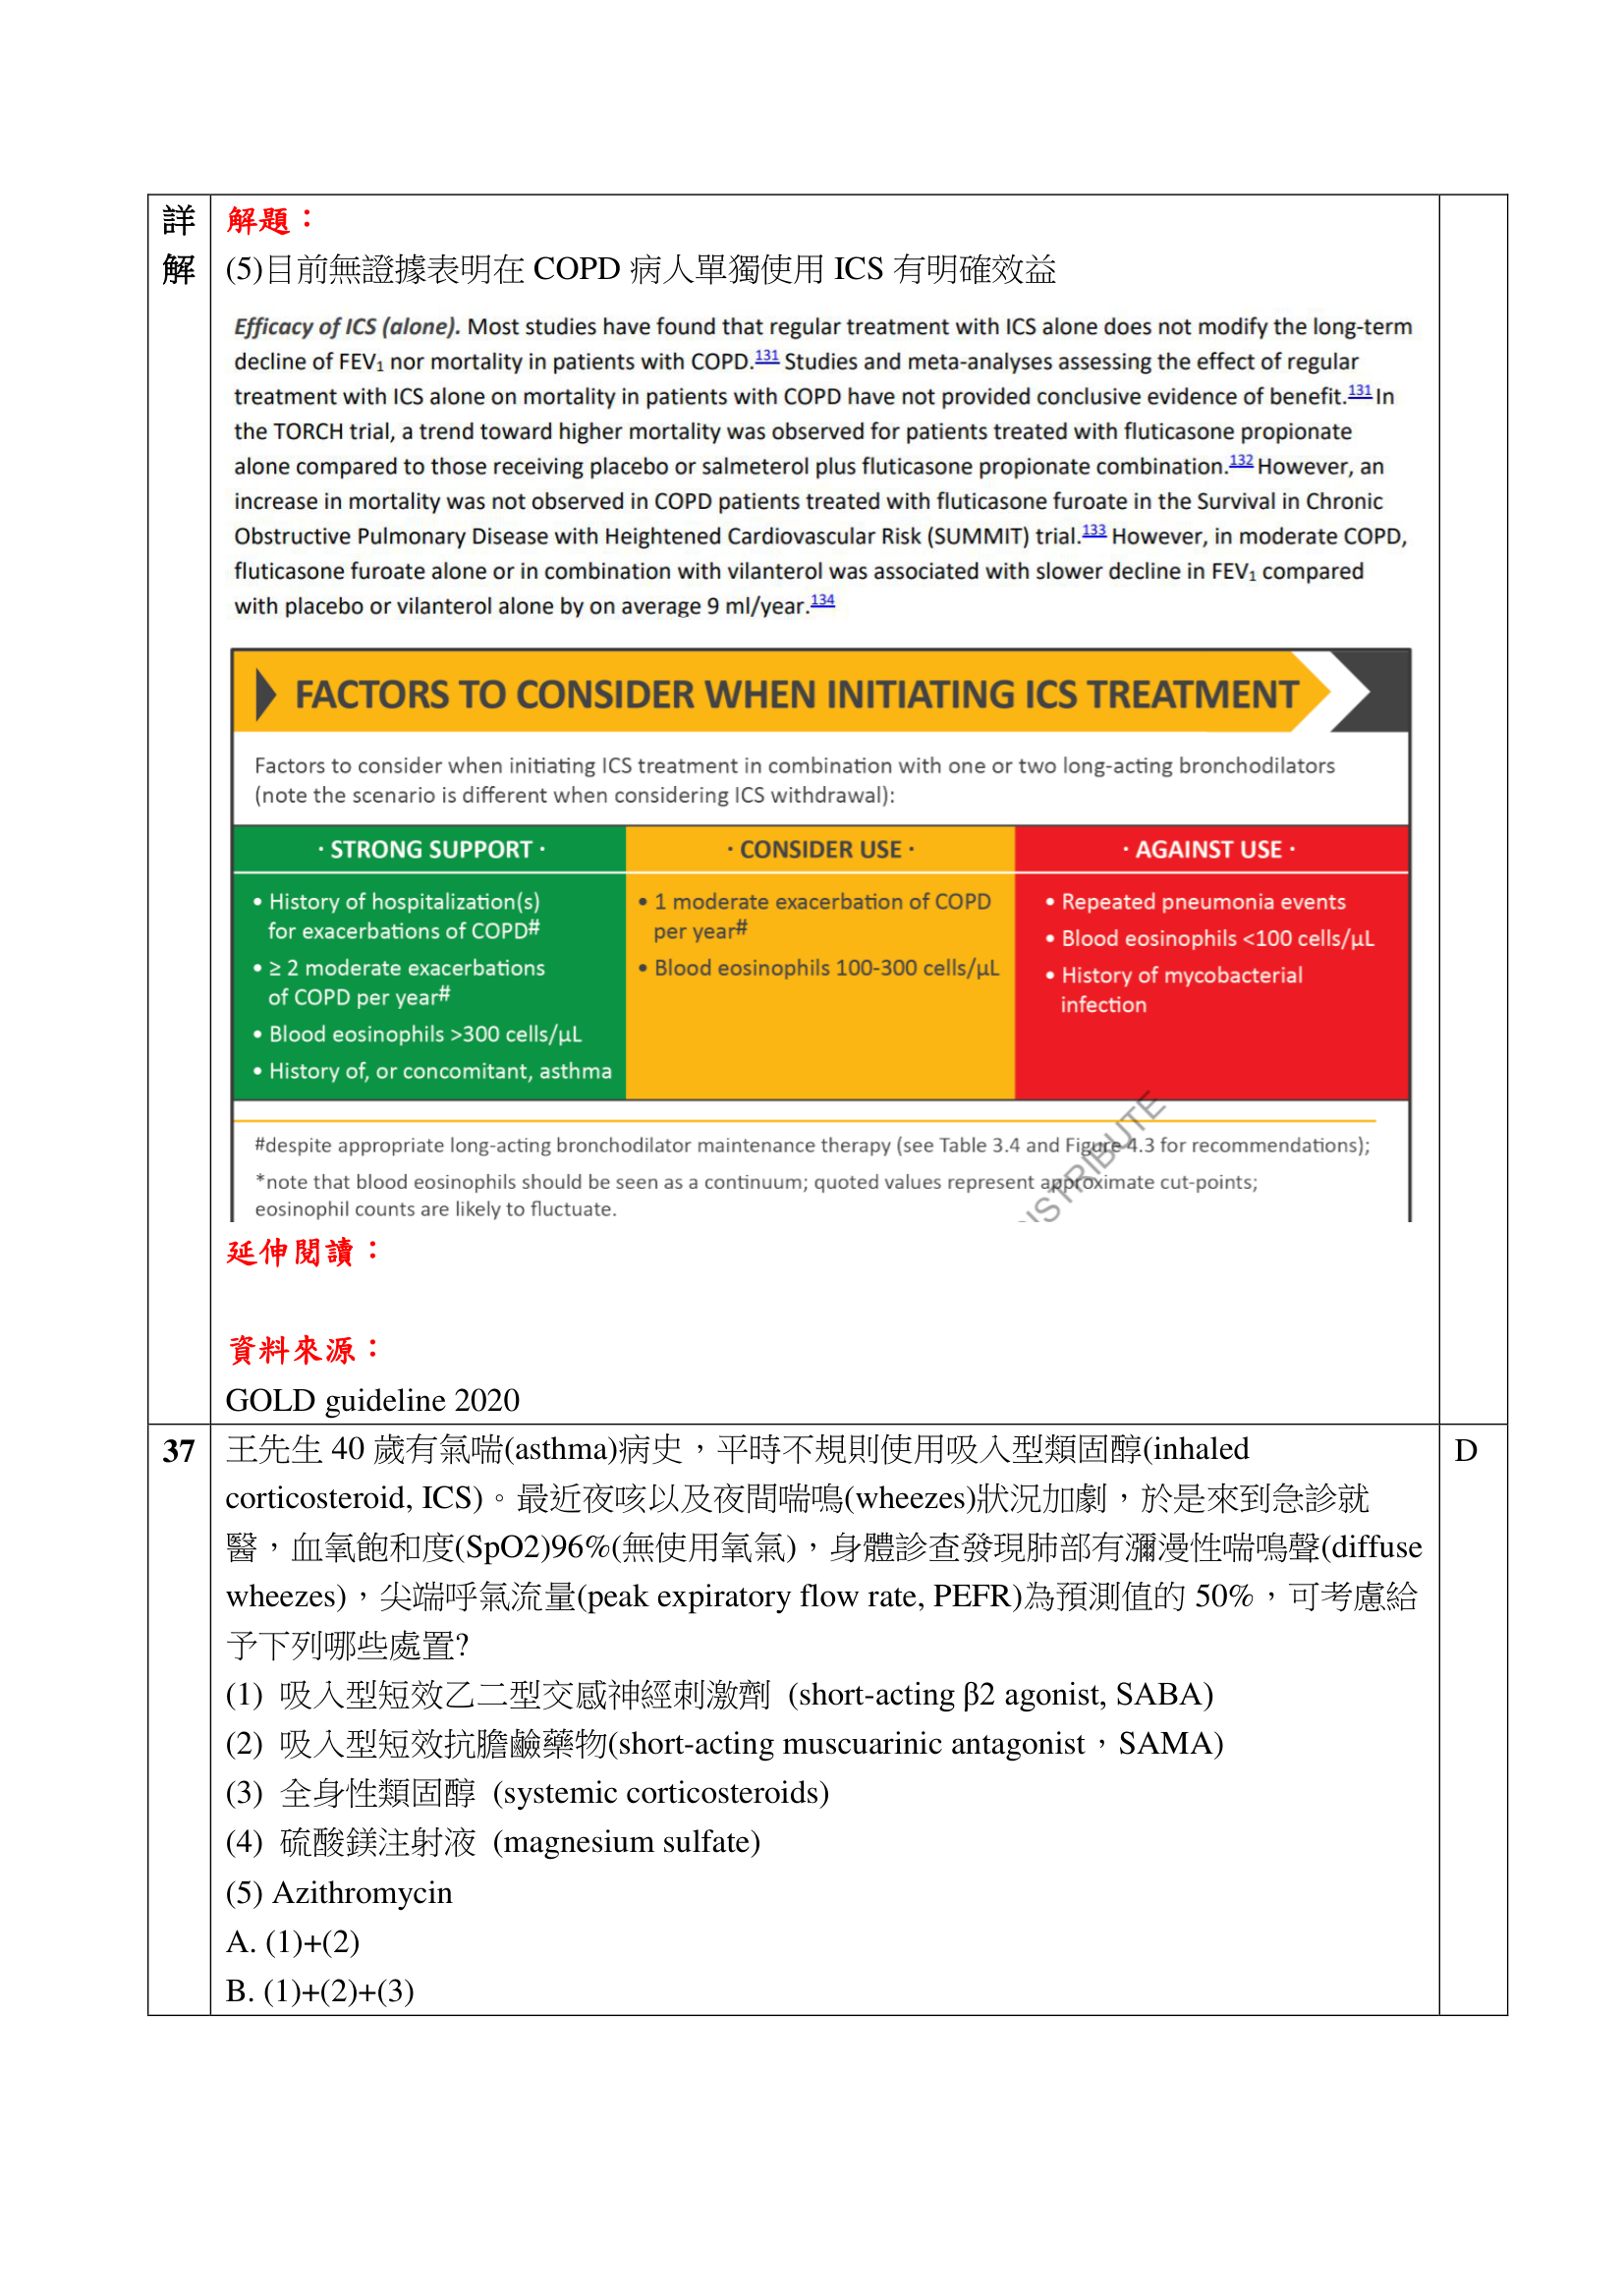 詳解
解題：
(5)目前無證據表明在 COPD 病人單獨使用 ICS 有明確效益
Efficacy of ICS (alone). Most studies have found that regular treatment with ICS alone does not modify the long-term
decline of FEV₁ nor mortality in patients with COPD.131 Studies and meta-analyses assessing the effect of regular
treatment with ICS alone on mortality in patients with COPD have not provided conclusive evidence of benefit.131 In
the TORCH trial, a trend toward higher mortality was observed for patients treated with fluticasone propionate
alone compared to those receiving placebo or salmeterol plus fluticasone propionate combination.132 However, an
increase in mortality was not observed in COPD patients treated with fluticasone furoate in the Survival in Chronic
Obstructive Pulmonary Disease with Heightened Cardiovascular Risk (SUMMIT) trial.133 However, in moderate COPD,
fluticasone furoate alone or in combination with vilanterol was associated with slower decline in FEV₁ compared
with placebo or vilanterol alone by on average 9 ml/year.134
FACTORS TO CONSIDER WHEN INITIATING ICS TREATMENT
Factors to consider when initiating ICS treatment in combination with one or two long-acting bronchodilators
(note the scenario is different when considering ICS withdrawal):
· STRONG SUPPORT ·
• History of hospitalization(s)
for exacerbations of COPD#
• ≥ 2 moderate exacerbations
of COPD per year#
• Blood eosinophils >300 cells/μL
• History of, or concomitant, asthma
· CONSIDER USE ·
• 1 moderate exacerbation of COPD
per year#
• Blood eosinophils 100-300 cells/μL
· AGAINST USE ·
• Repeated pneumonia events
• Blood eosinophils <100 cells/μL
• History of mycobacterial
infection
#despite appropriate long-acting bronchodilator maintenance therapy (see Table 3.4 and Figure 4.3 for recommendations);
*note that blood eosinophils should be seen as a continuum; quoted values represent approximate cut-points;
eosinophil counts are likely to fluctuate.
ISTRIBUTE
延伸閱讀：
資料來源：
GOLD guideline 2020
37
王先生 40 歲有氣喘(asthma)病史，平時不規則使用吸入型類固醇(inhaled
corticosteroid, ICS)。最近夜咳以及夜間喘鳴(wheezes)狀況加劇，於是來到急診就
醫，血氧飽和度(SpO2)96%(無使用氧氣)，身體診查發現肺部有瀰漫性喘鳴聲(diffuse
wheezes)，尖端呼氣流量(peak expiratory flow rate, PEFR)為預測值的 50%，可考慮給
予下列哪些處置?
(1) 吸入型短效乙二型交感神經刺激劑 (short-acting β2 agonist, SABA)
(2) 吸入型短效抗膽鹼藥物(short-acting muscuarinic antagonist，SAMA)
(3) 全身性類固醇 (systemic corticosteroids)
(4) 硫酸鎂注射液 (magnesium sulfate)
(5) Azithromycin
A. (1)+(2)
B. (1)+(2)+(3)
D